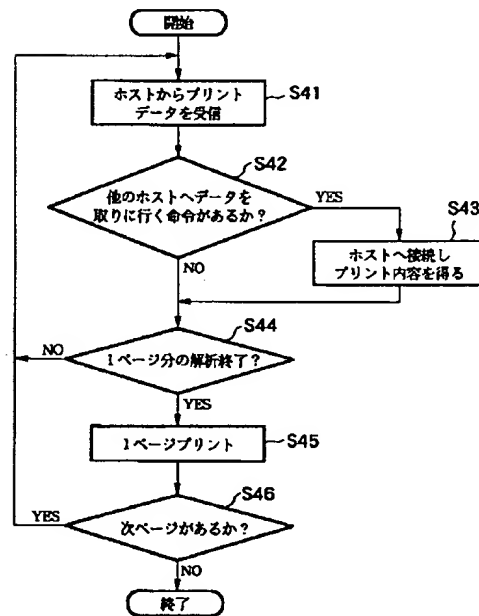 開始
ホストからプリント
データを受信
S41
S42
他のホストへデータを
取りに行く命令があるか？
YES
S43
ホストへ接続し
プリント内容を得る
NO
S44
NO
1ページ分の解析終了？
YES
1ページプリント
S45
S46
YES
次ページがあるか？
NO
終了